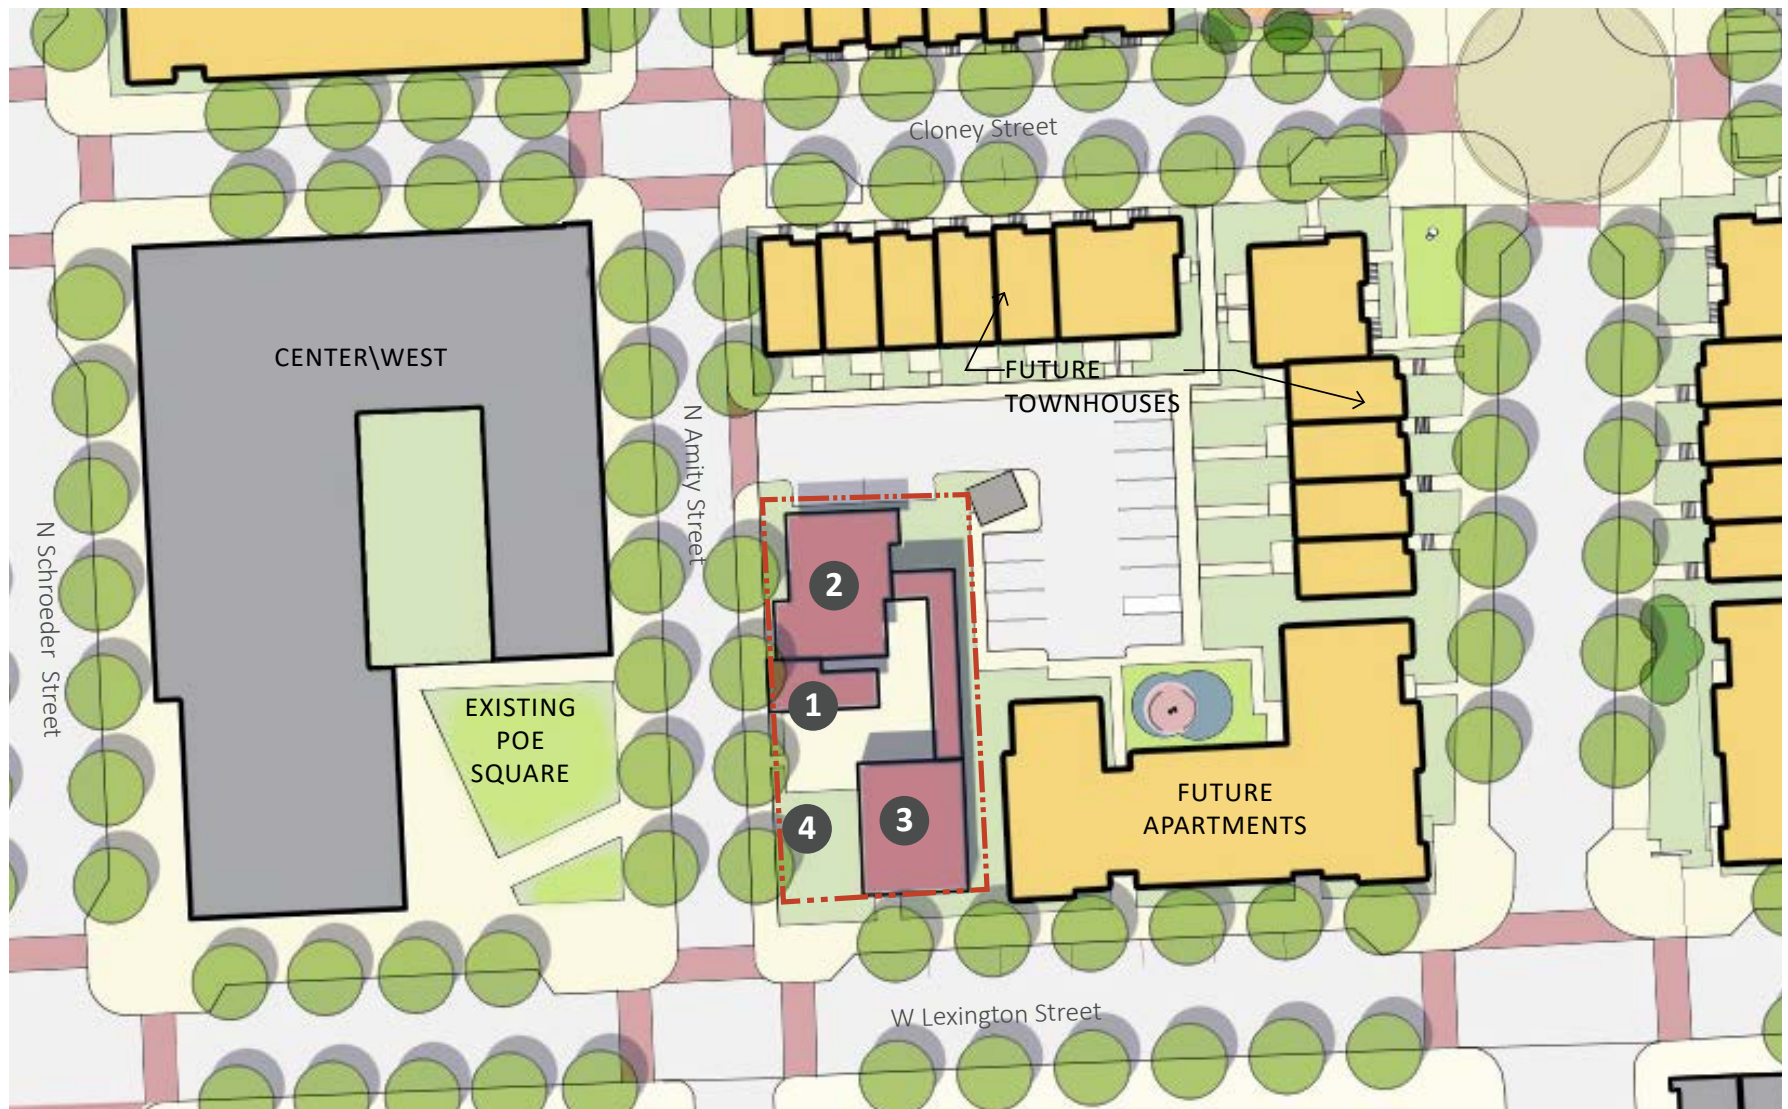 Cloney Street
CENTER\WEST
FUTURE
TOWNHOUSES
N Amity Street
N Schroeder Street
2
1
EXISTING
POE
SQUARE
4
3
FUTURE
APARTMENTS
W Lexington Street